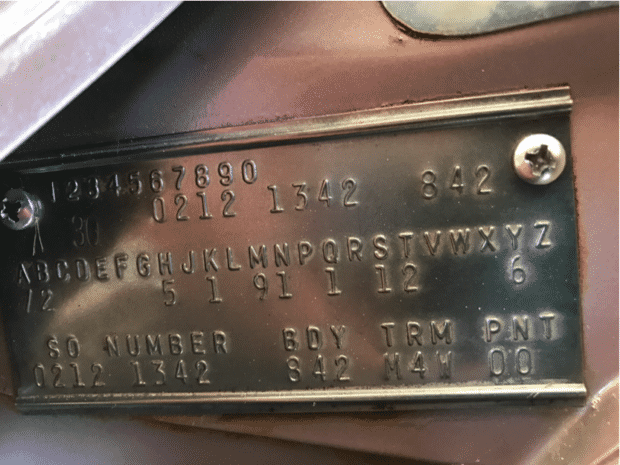 1234567890
0212 1342 842
30
ABCDEFGHJKLMNPQRSTVWXYZ
72 5 1 91 1 12 6
SO NUMBER BDY TRM PNT
0212 1342 842 M4W 00